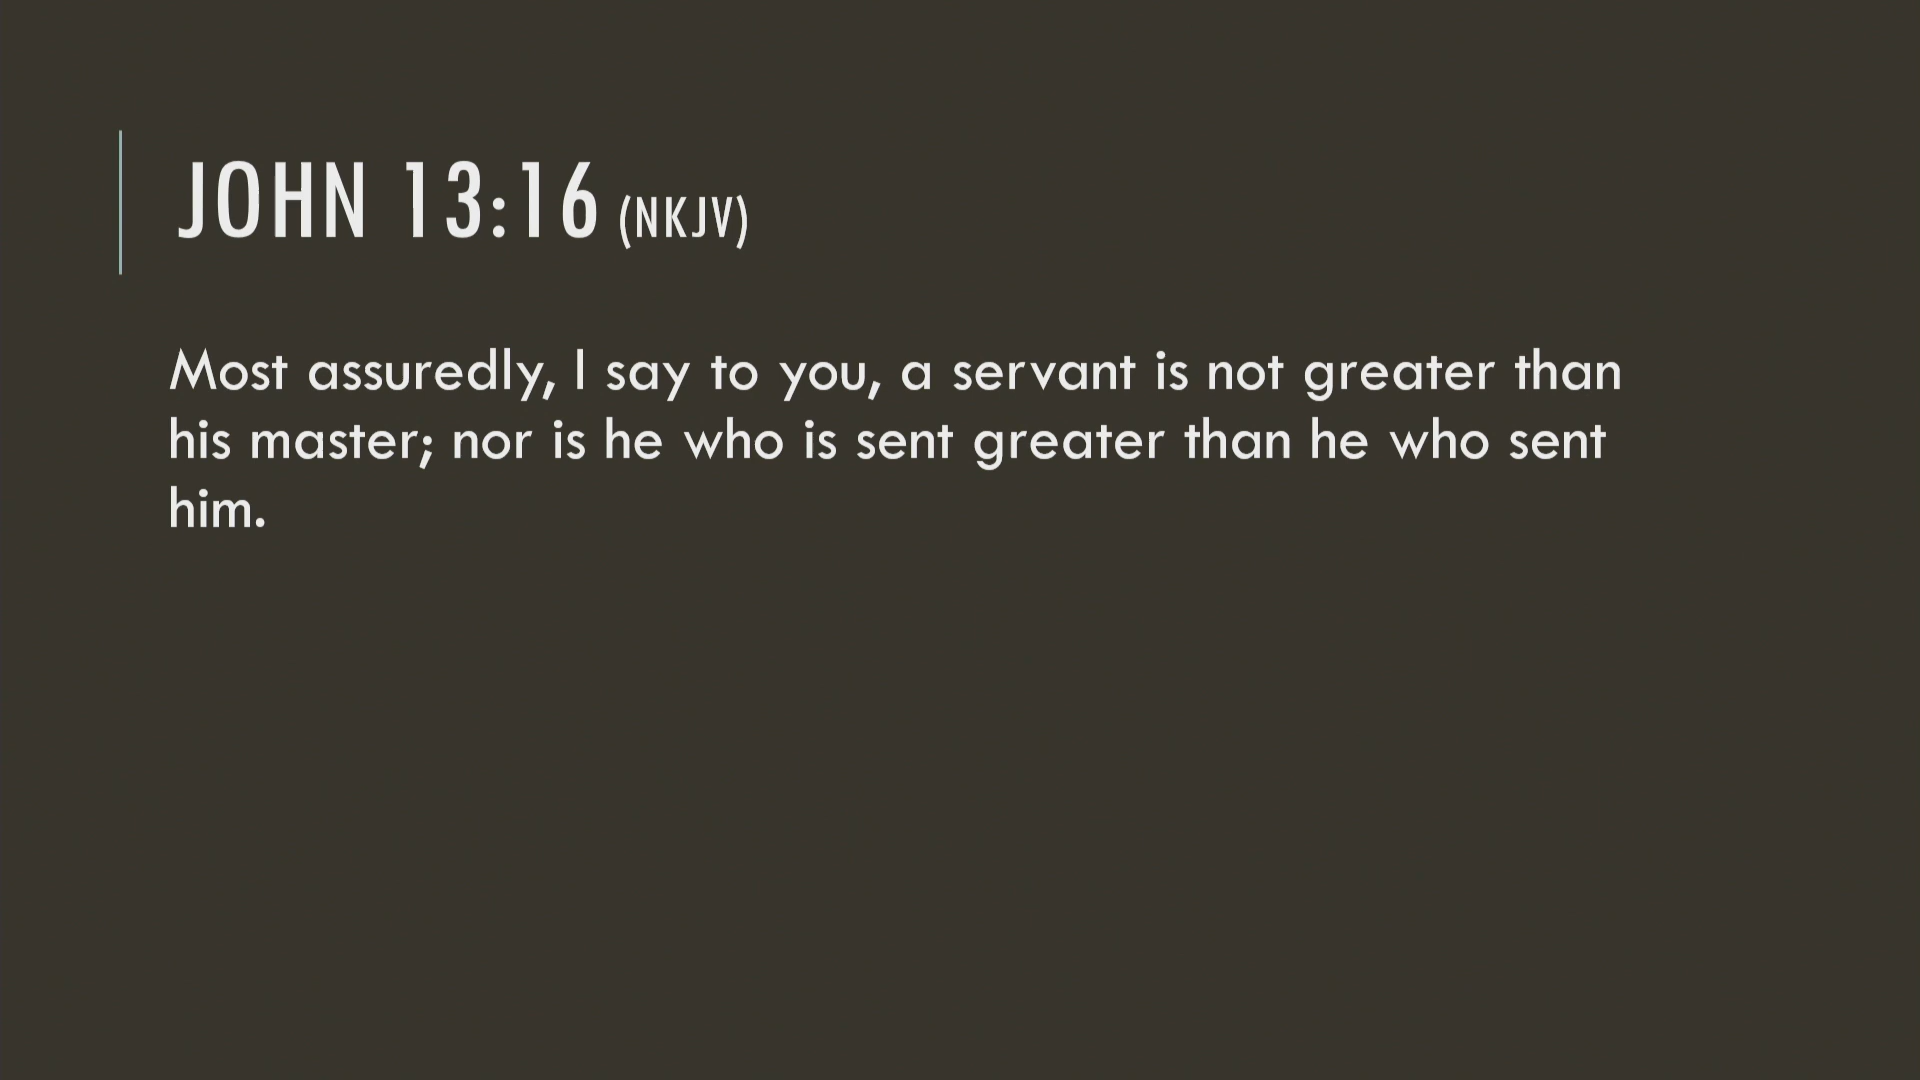 JOHN 13:16 (NKJV)
Most assuredly, I say to you, a servant is not greater than
his master; nor is he who is sent greater than he who sent
him.